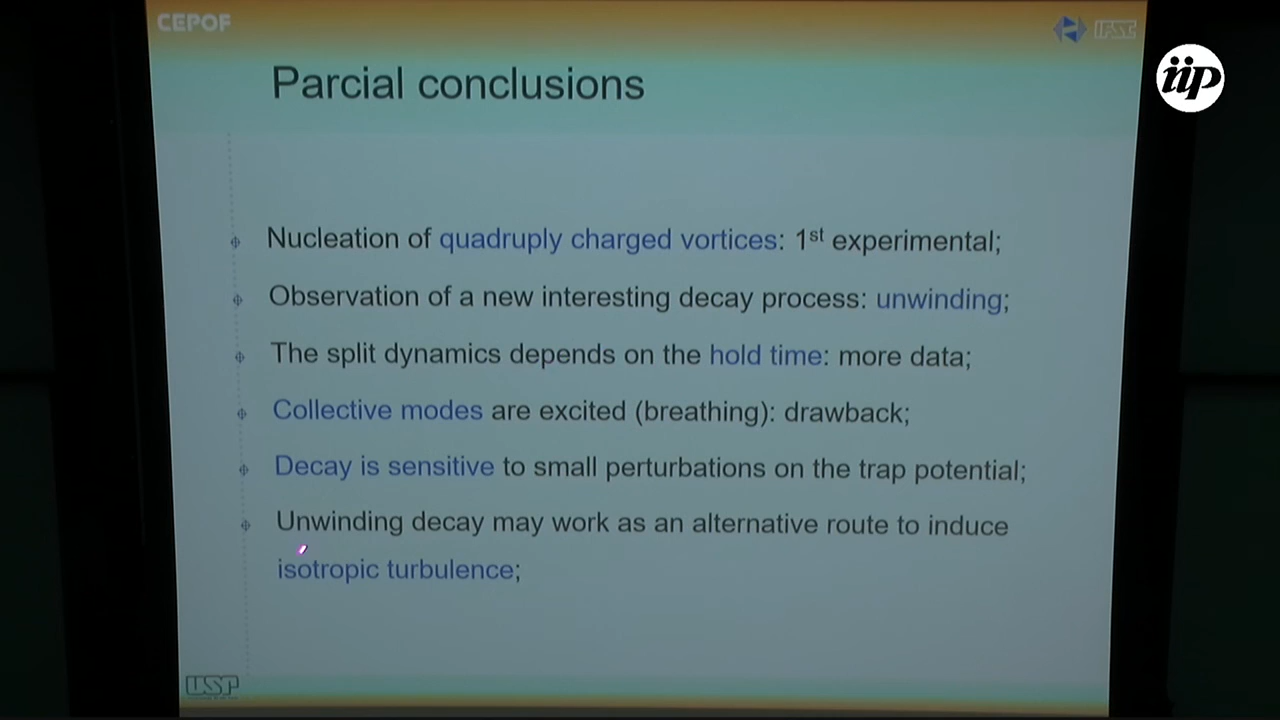 CEPOF
IFSC
iip
Parcial conclusions
Nucleation of quadruply charged vortices: 1st experimental;
Observation of a new interesting decay process: unwinding;
The split dynamics depends on the hold time: more data;
Collective modes are excited (breathing): drawback;
Decay is sensitive to small perturbations on the trap potential;
Unwinding decay may work as an alternative route to induce
isotropic turbulence;
USP